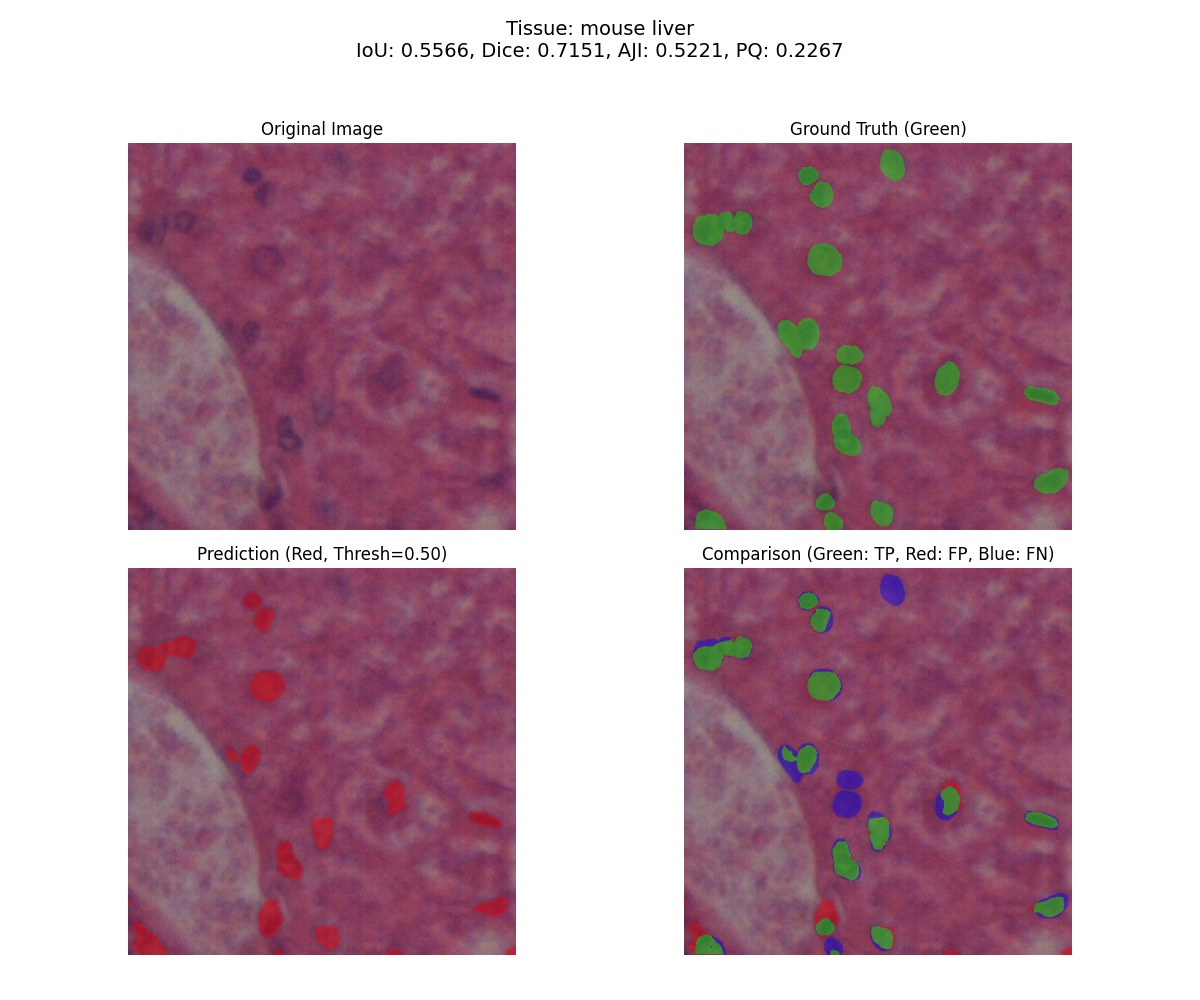 Tissue: mouse liver
IoU: 0.5566, Dice: 0.7151, AJI: 0.5221, PQ: 0.2267
Original Image
Ground Truth (Green)
Prediction (Red, Thresh=0.50)
Comparison (Green: TP, Red: FP, Blue: FN)